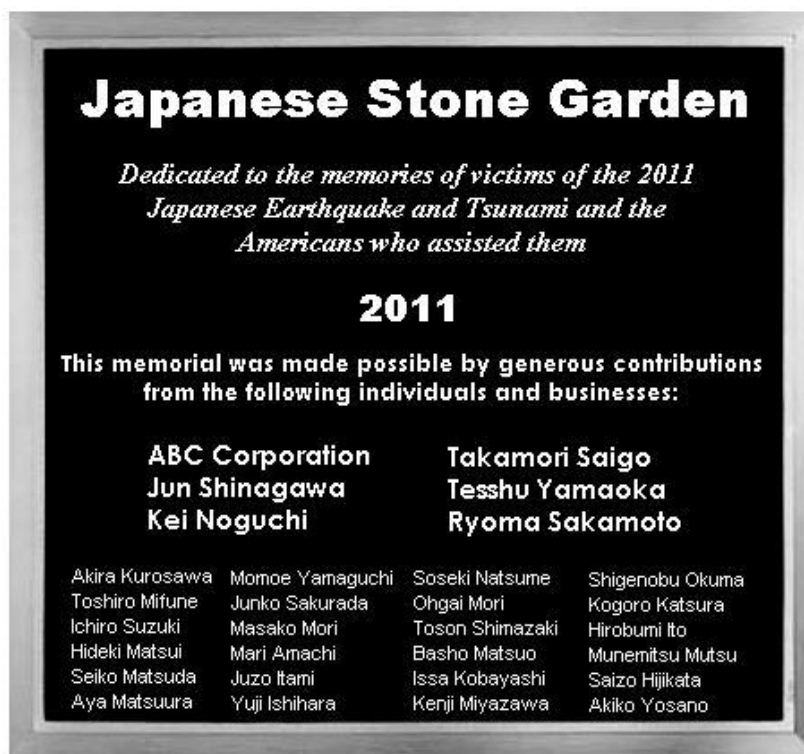 Japanese Stone Garden
Dedicated to the memories of victims of the 2011
Japanese Earthquake and Tsunami and the
Americans who assisted them
2011
This memorial was made possible by generous contributions
from the following individuals and businesses:
ABC Corporation Takamori Saigo
Jun Shinagawa Tesshu Yamaoka
Kei Noguchi Ryoma Sakamoto
Akira Kurosawa Momoe Yamaguchi Soseki Natsume Shigenobu Okuma
Toshiro Mifune Junko Sakurada Ohgai Mori Kogoro Katsura
Ichiro Suzuki Masako Mori Toson Shimazaki Hirobumi Ito
Hideki Matsui Mari Amachi Basho Matsuo Munemitsu Mutsu
Seiko Matsuda Juzo Itami Issa Kobayashi Saizo Hijikata
Aya Matsuura Yuji Ishihara Kenji Miyazawa Akiko Yosano